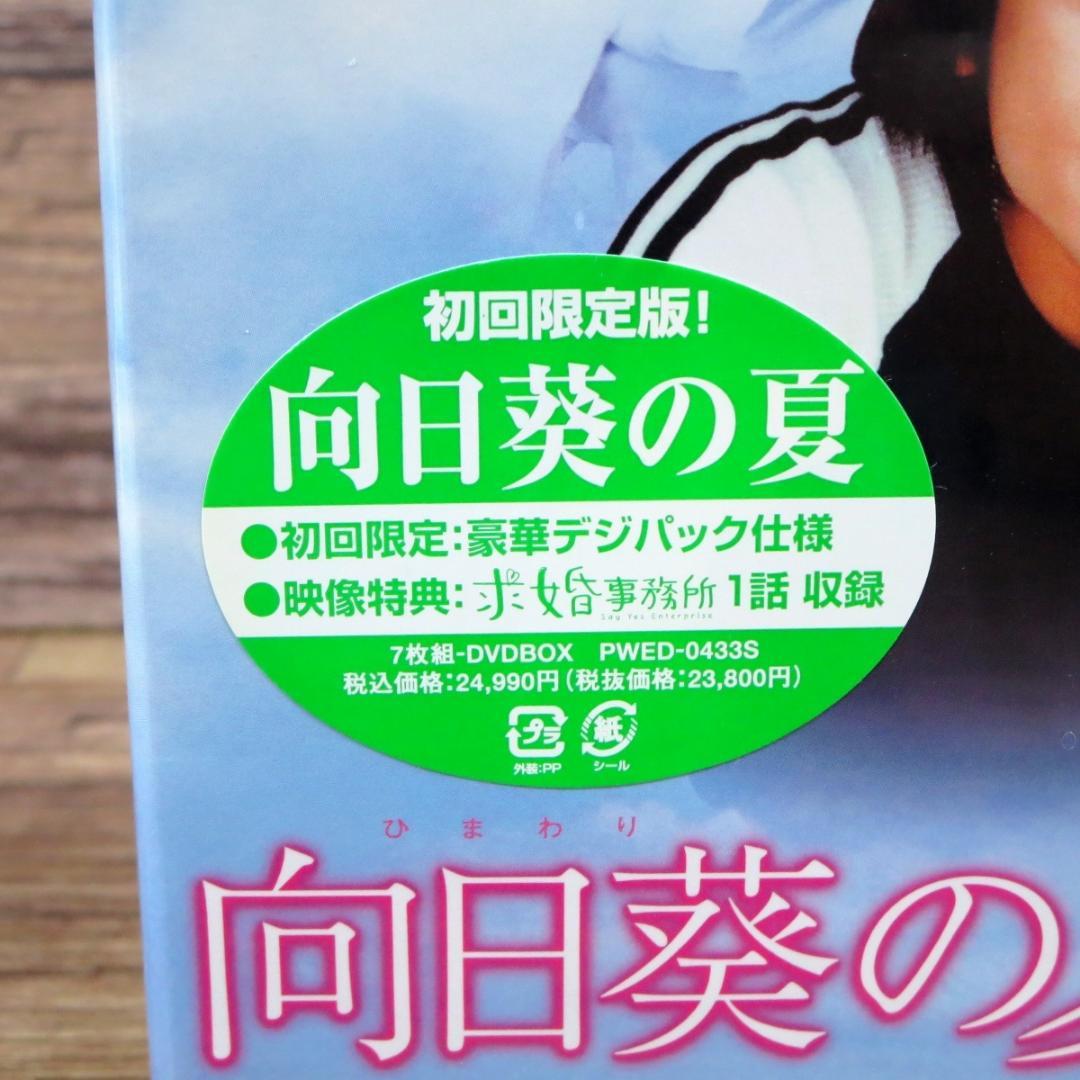 初回限定版！
向日葵の夏
●初回限定：豪華デジパック仕様
●映像特典：求婚事務所 1話 収録
Say Yes Enterprise
7枚組-DVDBOX PWED-0433S
税込価格：24,990円（税抜価格：23,800円）
プラ 紙
外装：PP シール
ひまわり
向日葵の